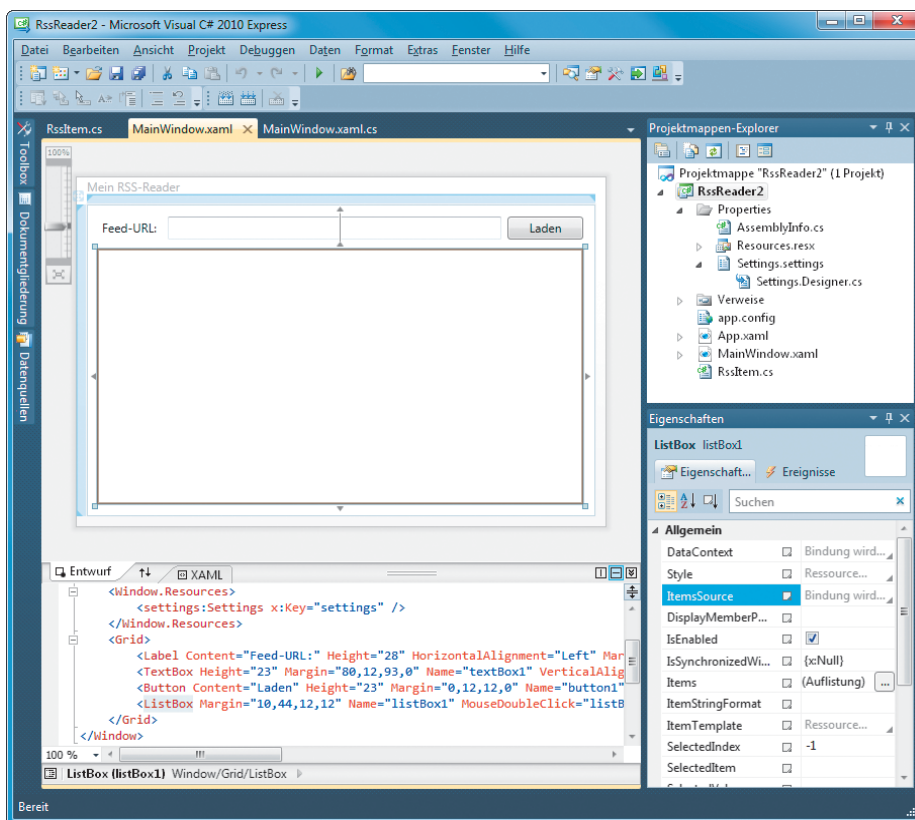 RssReader2 - Microsoft Visual C# 2010 Express
Datei Bearbeiten Ansicht Projekt Debuggen Daten Format Extras Fenster Hilfe
RssItem.cs MainWindow.xaml MainWindow.xaml.cs
Toolbox
Dokumentgliederung
Datenquellen
100%
Mein RSS-Reader
Feed-URL:
Laden
Entwurf
XAML
<Window.Resources>
<settings:Settings x:Key="settings" />
</Window.Resources>
<Grid>
<Label Content="Feed-URL:" Height="28" HorizontalAlignment="Left" Mar
<TextBox Height="23" Margin="80,12,93,0" Name="textBox1" VerticalAlig
<Button Content="Laden" Height="23" Margin="0,12,12,0" Name="button1"
<ListBox Margin="10,44,12,12" Name="listBox1" MouseDoubleClick="listB
</Grid>
</Window>
100 %
ListBox (listBox1) Window/Grid/ListBox
Bereit
Projektmappen-Explorer
Projektmappe "RssReader2" (1 Projekt)
RssReader2
Properties
AssemblyInfo.cs
Resources.resx
Settings.settings
Settings.Designer.cs
Verweise
app.config
App.xaml
MainWindow.xaml
RssItem.cs
Eigenschaften
ListBox listBox1
Eigenschaft... Ereignisse
Suchen
Allgemein
DataContext Bindung wird...
Style Ressource...
ItemsSource Bindung wird...
DisplayMemberP...
IsEnabled
IsSynchronizedWi... {x:Null}
Items (Auflistung) ...
ItemStringFormat
ItemTemplate Ressource...
SelectedIndex -1
SelectedItem